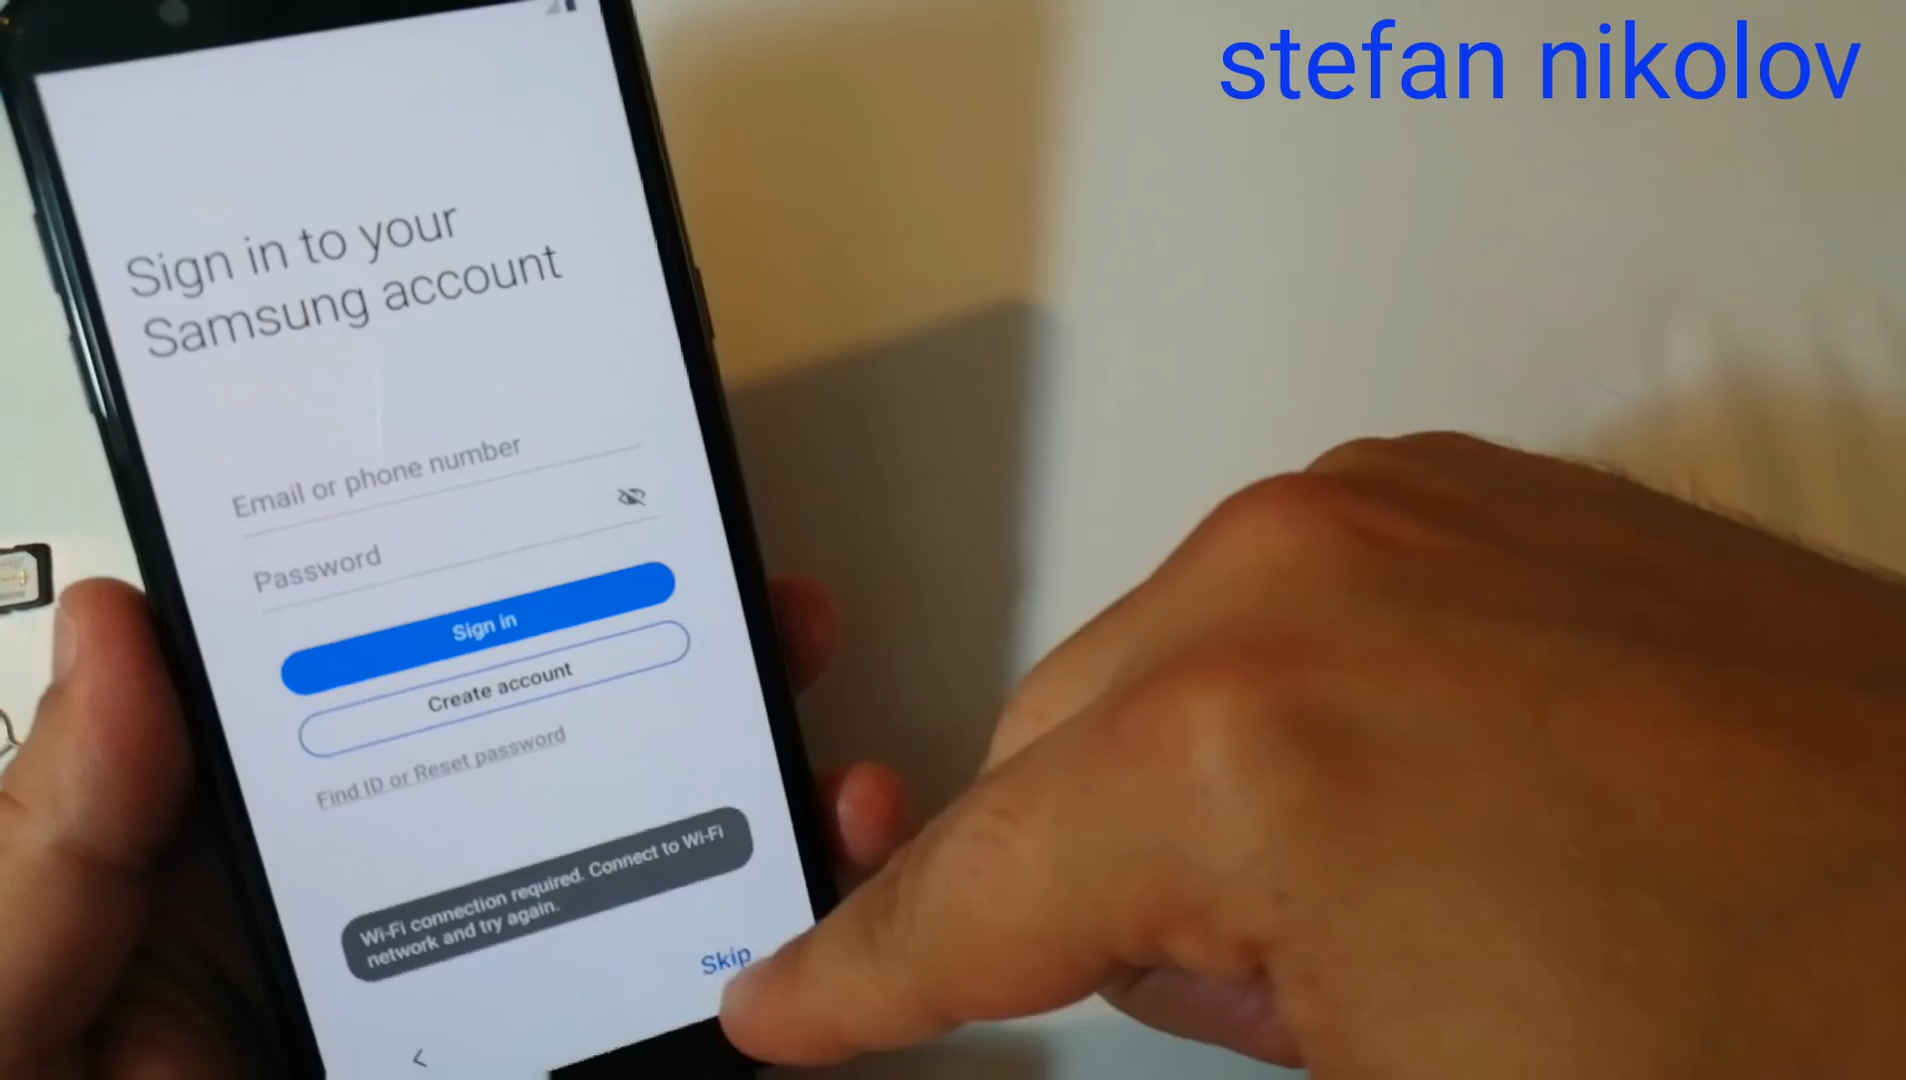 stefan nikolov
Sign in to your
Samsung account
Email or phone number
Password
Sign in
Create account
Find ID or Reset password
Wi-Fi connection required. Connect to Wi-Fi
network and try again.
Skip